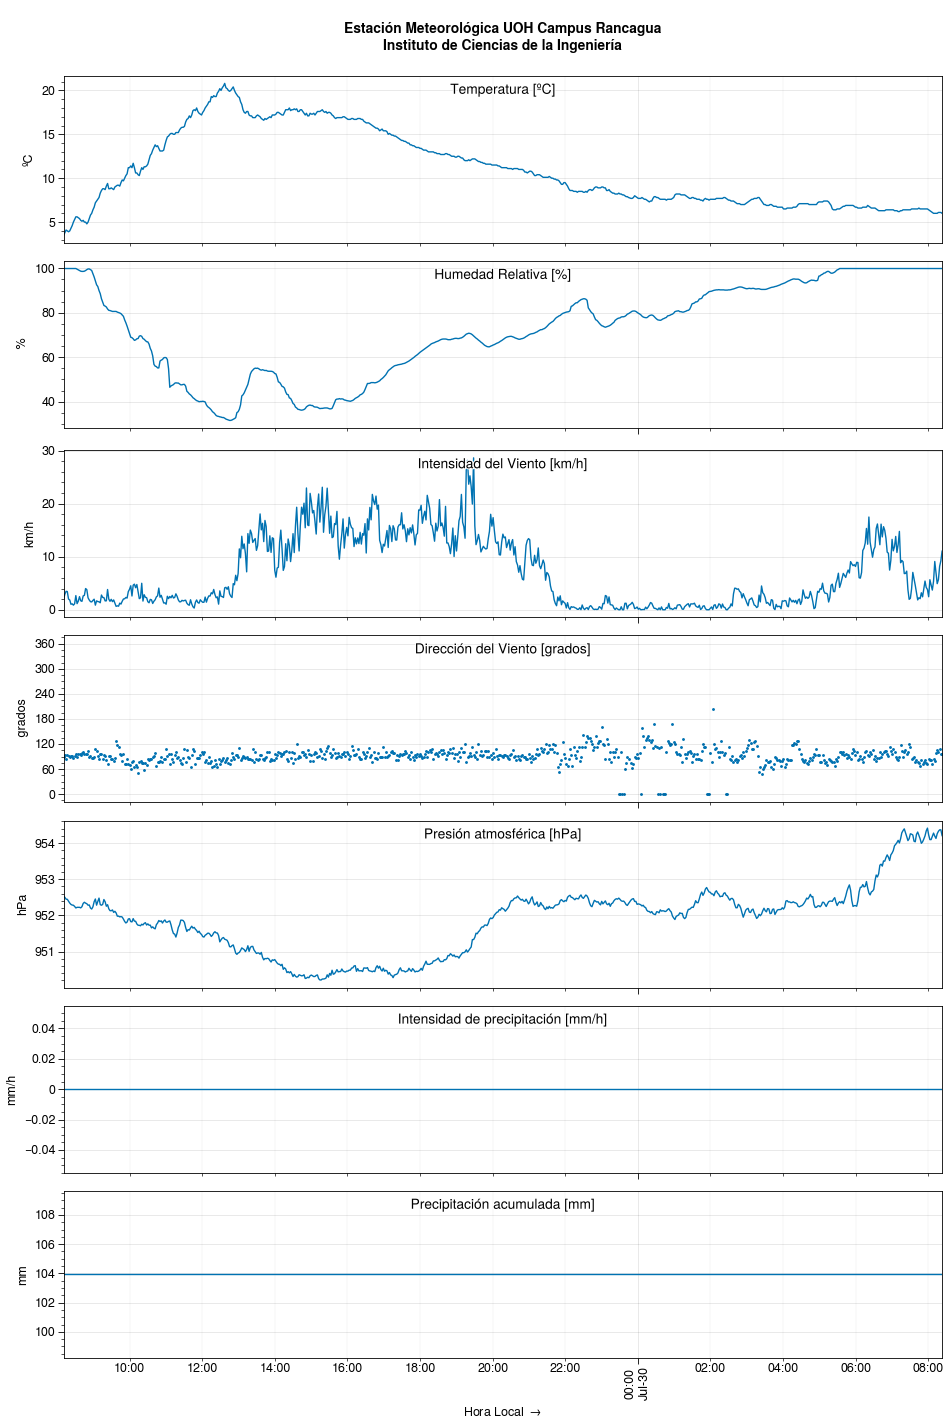 Estación Meteorológica UOH Campus Rancagua
Instituto de Ciencias de la Ingeniería
Temperatura [ºC]
ºC
20
15
10
5
Humedad Relativa [%]
%
100
80
60
40
Intensidad del Viento [km/h]
km/h
30
20
10
0
Dirección del Viento [grados]
grados
360
300
240
180
120
60
0
Presión atmosférica [hPa]
hPa
954
953
952
951
Intensidad de precipitación [mm/h]
mm/h
0.04
0.02
0
−0.02
−0.04
Precipitación acumulada [mm]
mm
108
106
104
102
100
10:00 12:00 14:00 16:00 18:00 20:00 22:00 00:00 02:00 04:00 06:00 08:00
Jul-30
Hora Local →